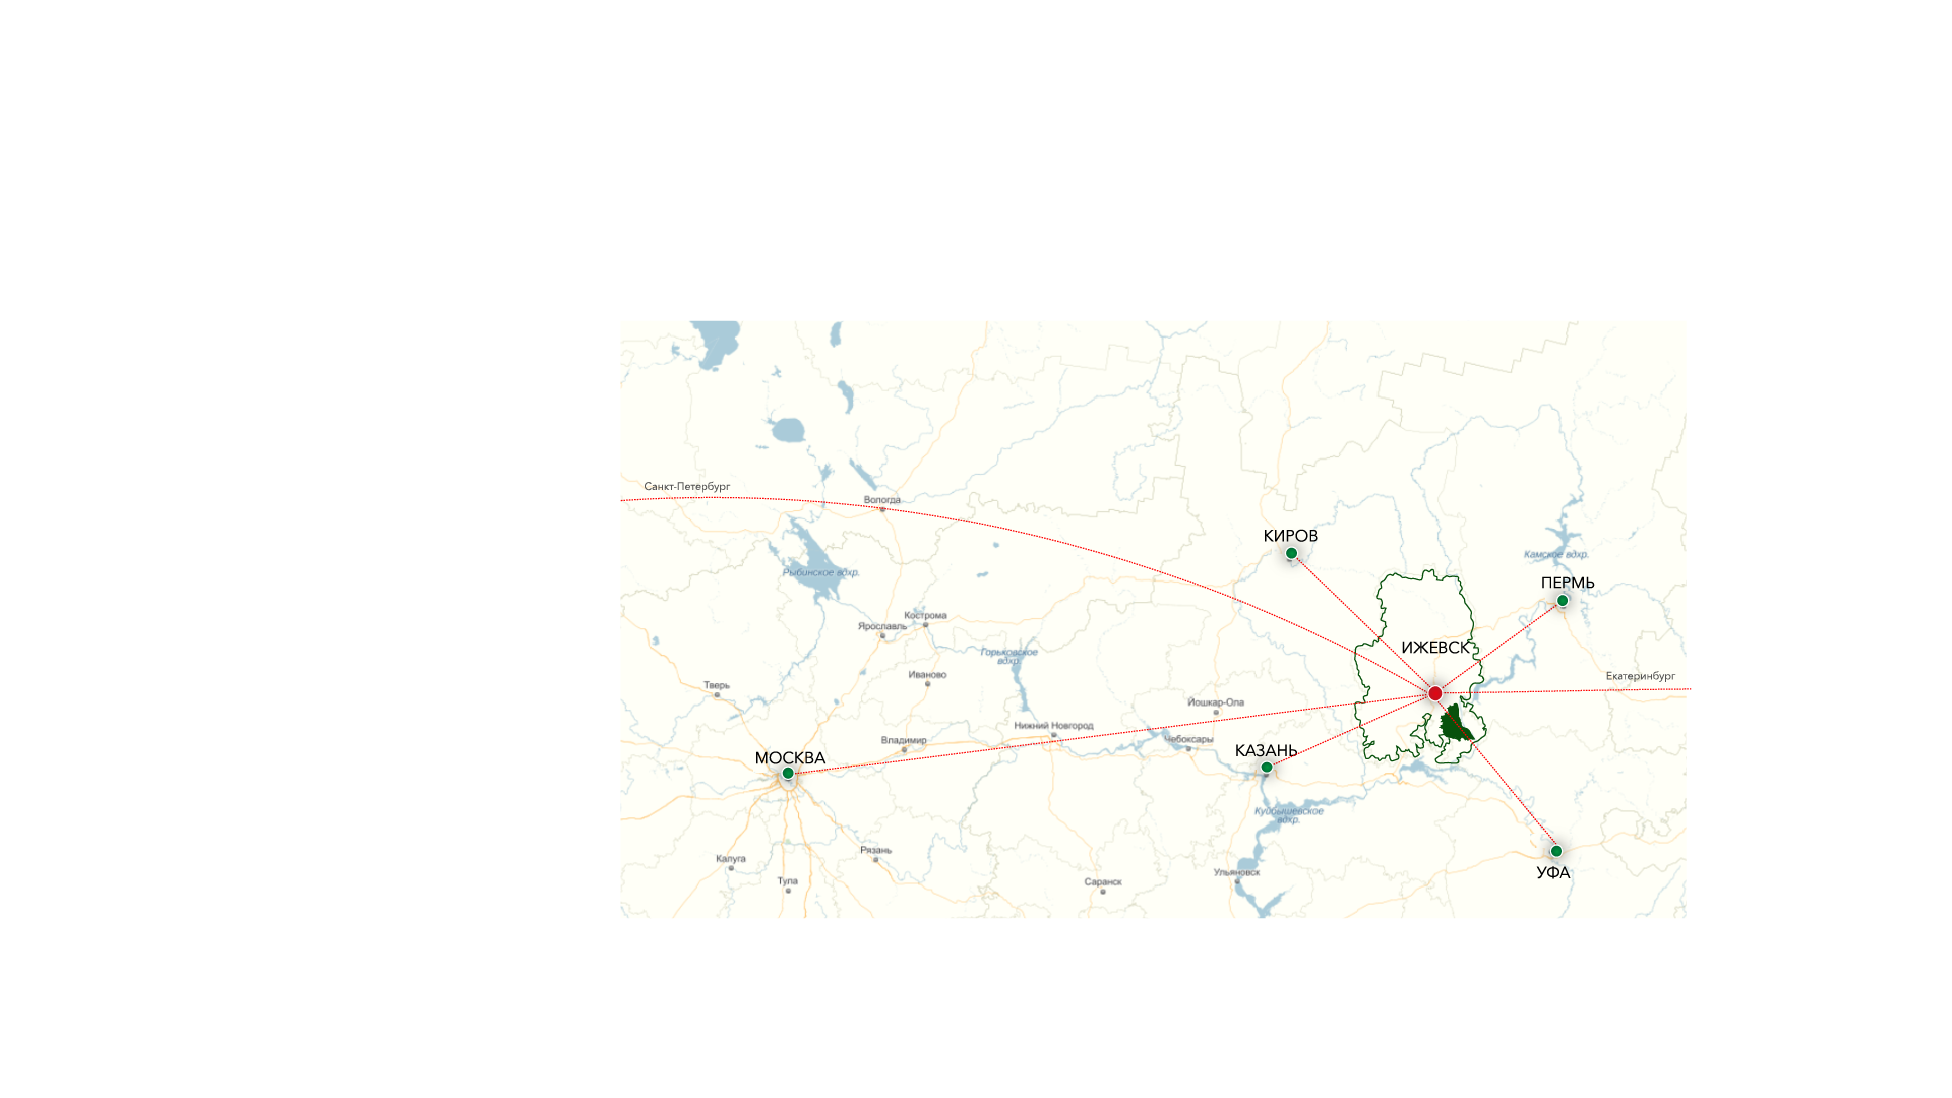 Санкт-Петербург
Вологда
КИРОВ
Камское вдхр.
Рыбинское вдхр.
ПЕРМЬ
Кострома
Ярославль
ИЖЕВСК
Горьковское
вдхр.
Иваново
Екатеринбург
Тверь
Йошкар-Ола
Нижний Новгород
Владимир
Чебоксары
КАЗАНЬ
МОСКВА
Куйбышевское
вдхр.
Рязань
Калуга
Ульяновск
УФА
Тула
Саранск